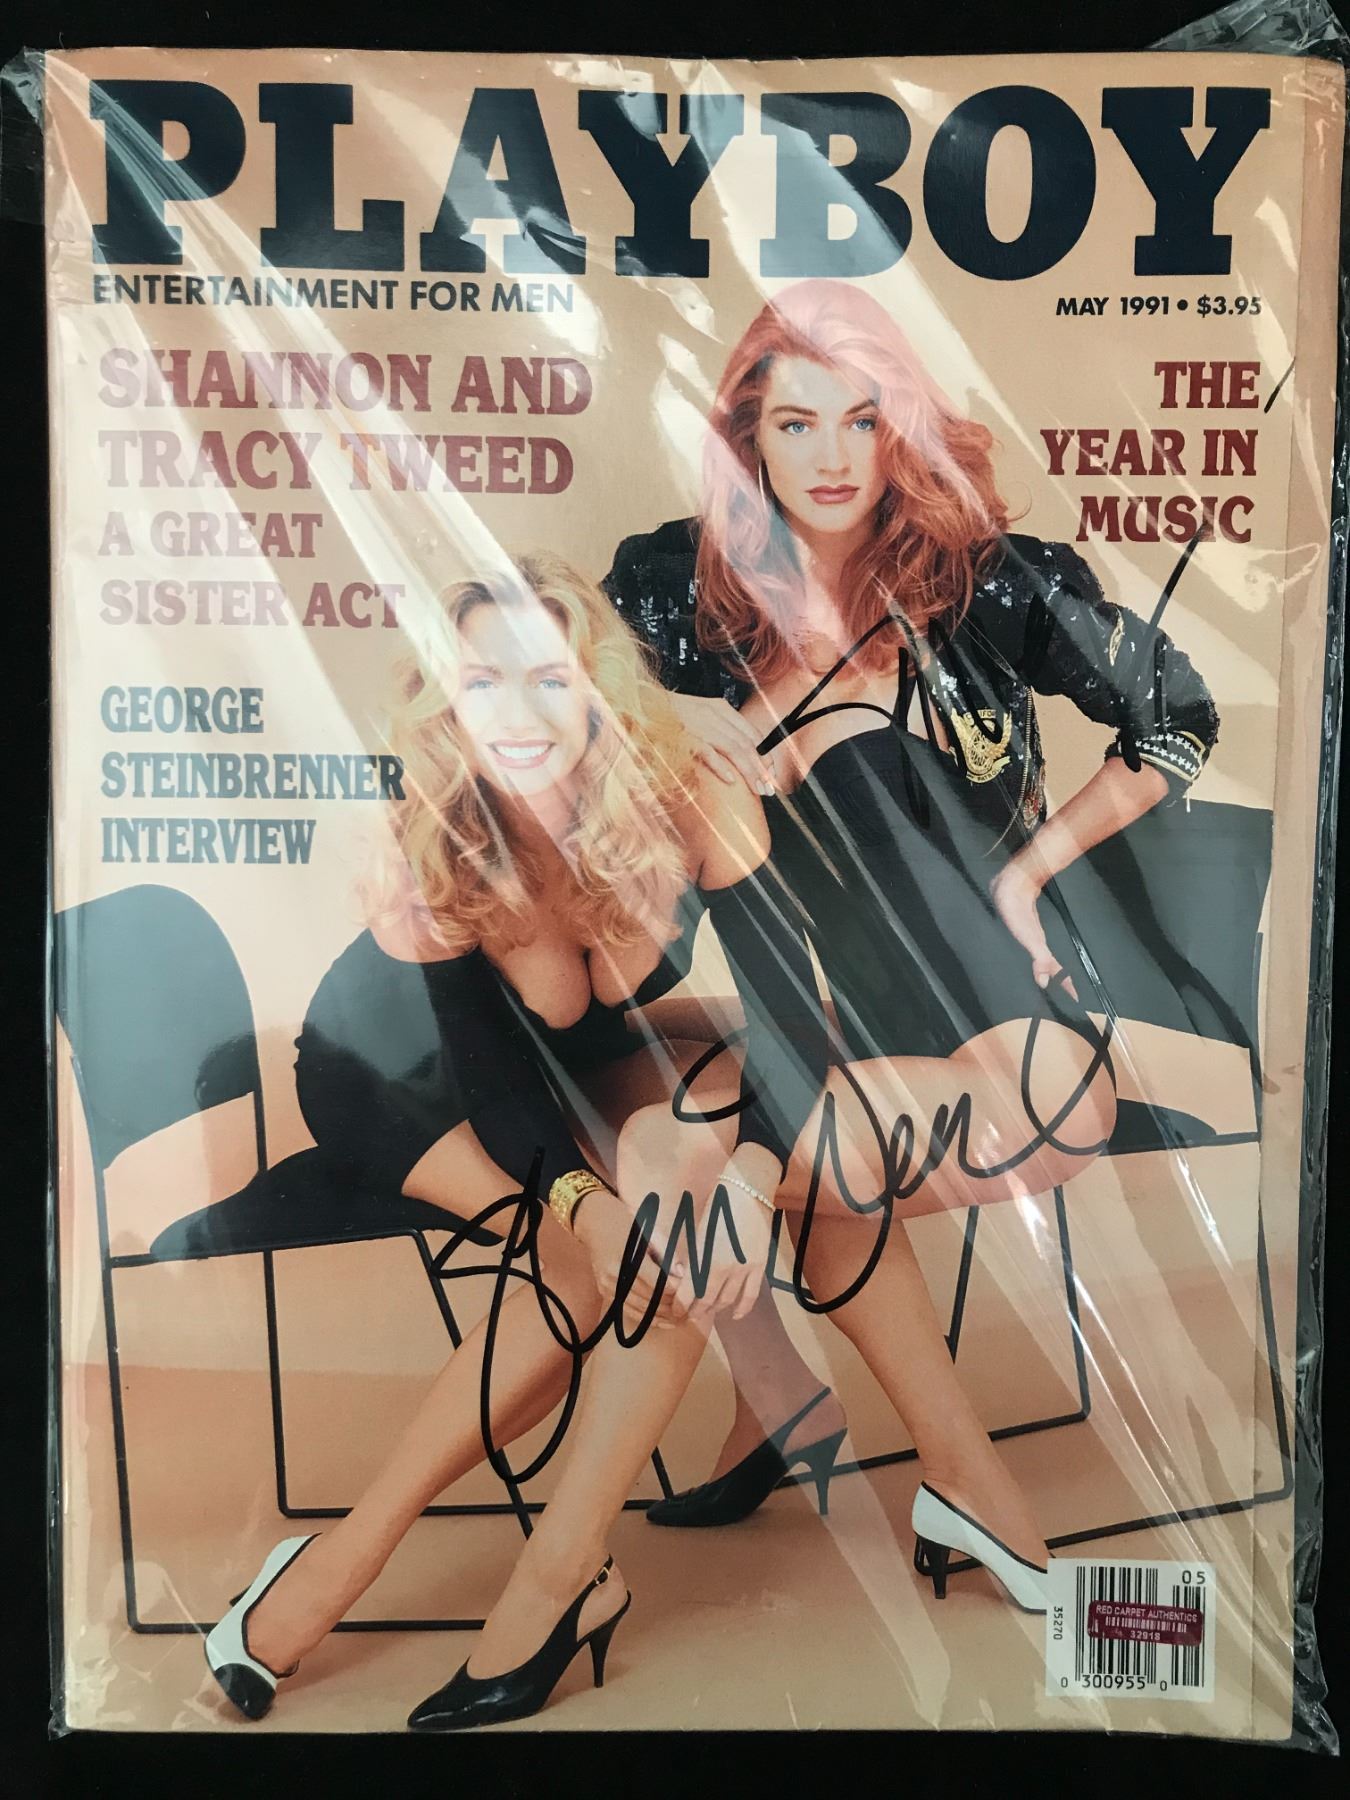 PLAYBOY
ENTERTAINMENT FOR MEN
MAY 1991 • $3.95
SHANNON AND
TRACY TWEED
A GREAT
SISTER ACT
GEORGE
STEINBRENNER
INTERVIEW
THE
YEAR IN
MUSIC
05
35270
RED CARPET AUTHENTICS
32918
0 300955 0